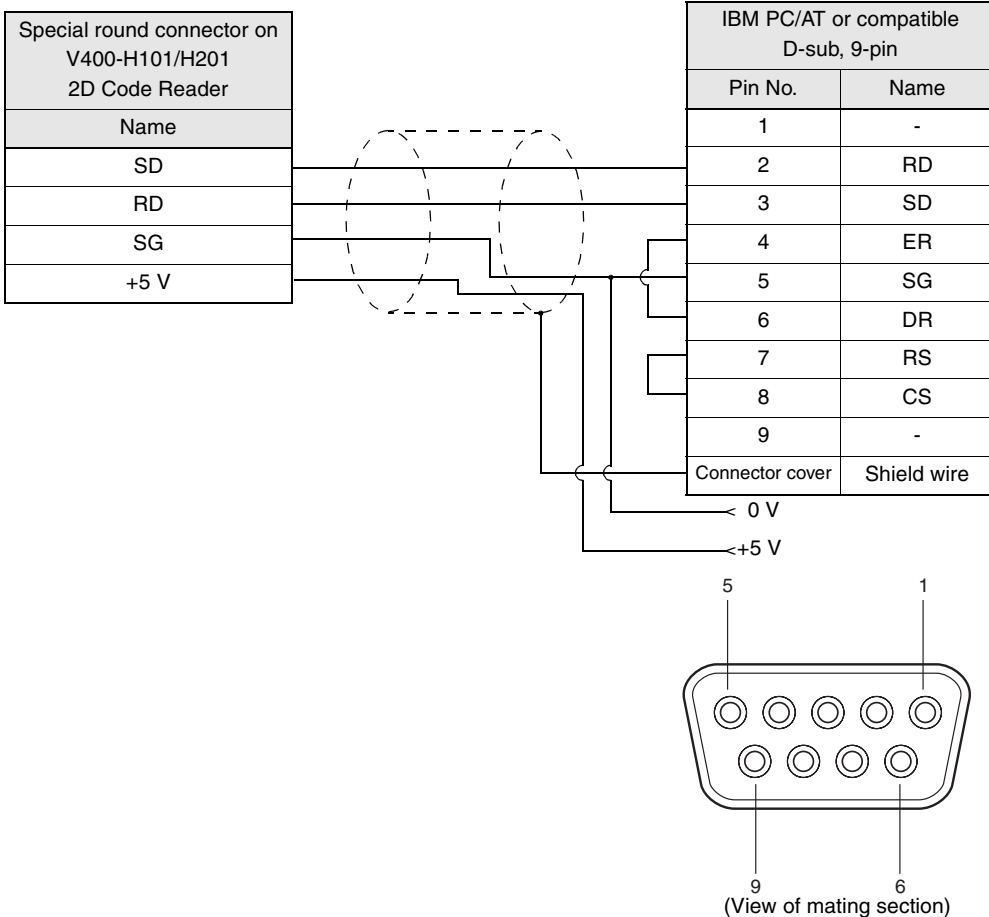 Special round connector on
V400-H101/H201
2D Code Reader
Name
SD
RD
SG
+5 V
IBM PC/AT or compatible
D-sub, 9-pin
Pin No. Name
1 -
2 RD
3 SD
4 ER
5 SG
6 DR
7 RS
8 CS
9 -
Connector cover Shield wire
0 V
+5 V
5 1
9 6
(View of mating section)